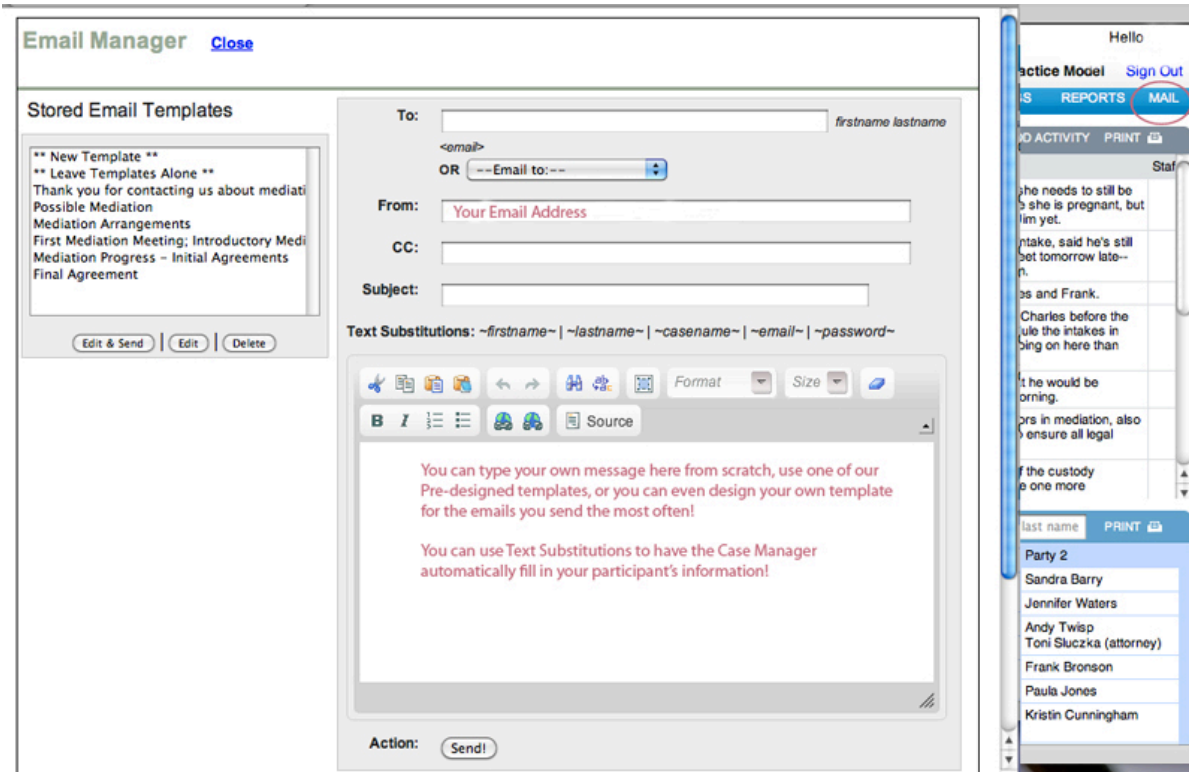 Email Manager Close
Stored Email Templates
** New Template **
** Leave Templates Alone **
Thank you for contacting us about mediati
Possible Mediation
Mediation Arrangements
First Mediation Meeting; Introductory Medi
Mediation Progress – Initial Agreements
Final Agreement
Edit & Send | Edit | Delete
To: firstname lastname
<email>
OR --Email to:--
From: Your Email Address
CC:
Subject:
Text Substitutions: ~firstname~ | ~lastname~ | ~casename~ | ~email~ | ~password~
Format Size
B I Source
You can type your own message here from scratch, use one of our
Pre-designed templates, or you can even design your own template
for the emails you send the most often!
You can use Text Substitutions to have the Case Manager
automatically fill in your participant's information!
Action: Send!
Hello
actice Model Sign Out
REPORTS MAIL
ACTIVITY PRINT
Staf
she needs to still be
she is pregnant, but
him yet.
ntake, said he's still
eet tomorrow late--
es and Frank.
Charles before the
ule the intakes in
oing on here than
he would be
orning.
ors in mediation, also
ensure all legal
f the custody
e one more
last name PRINT
Party 2
Sandra Barry
Jennifer Waters
Andy Twisp
Toni Sluczka (attorney)
Frank Bronson
Paula Jones
Kristin Cunningham